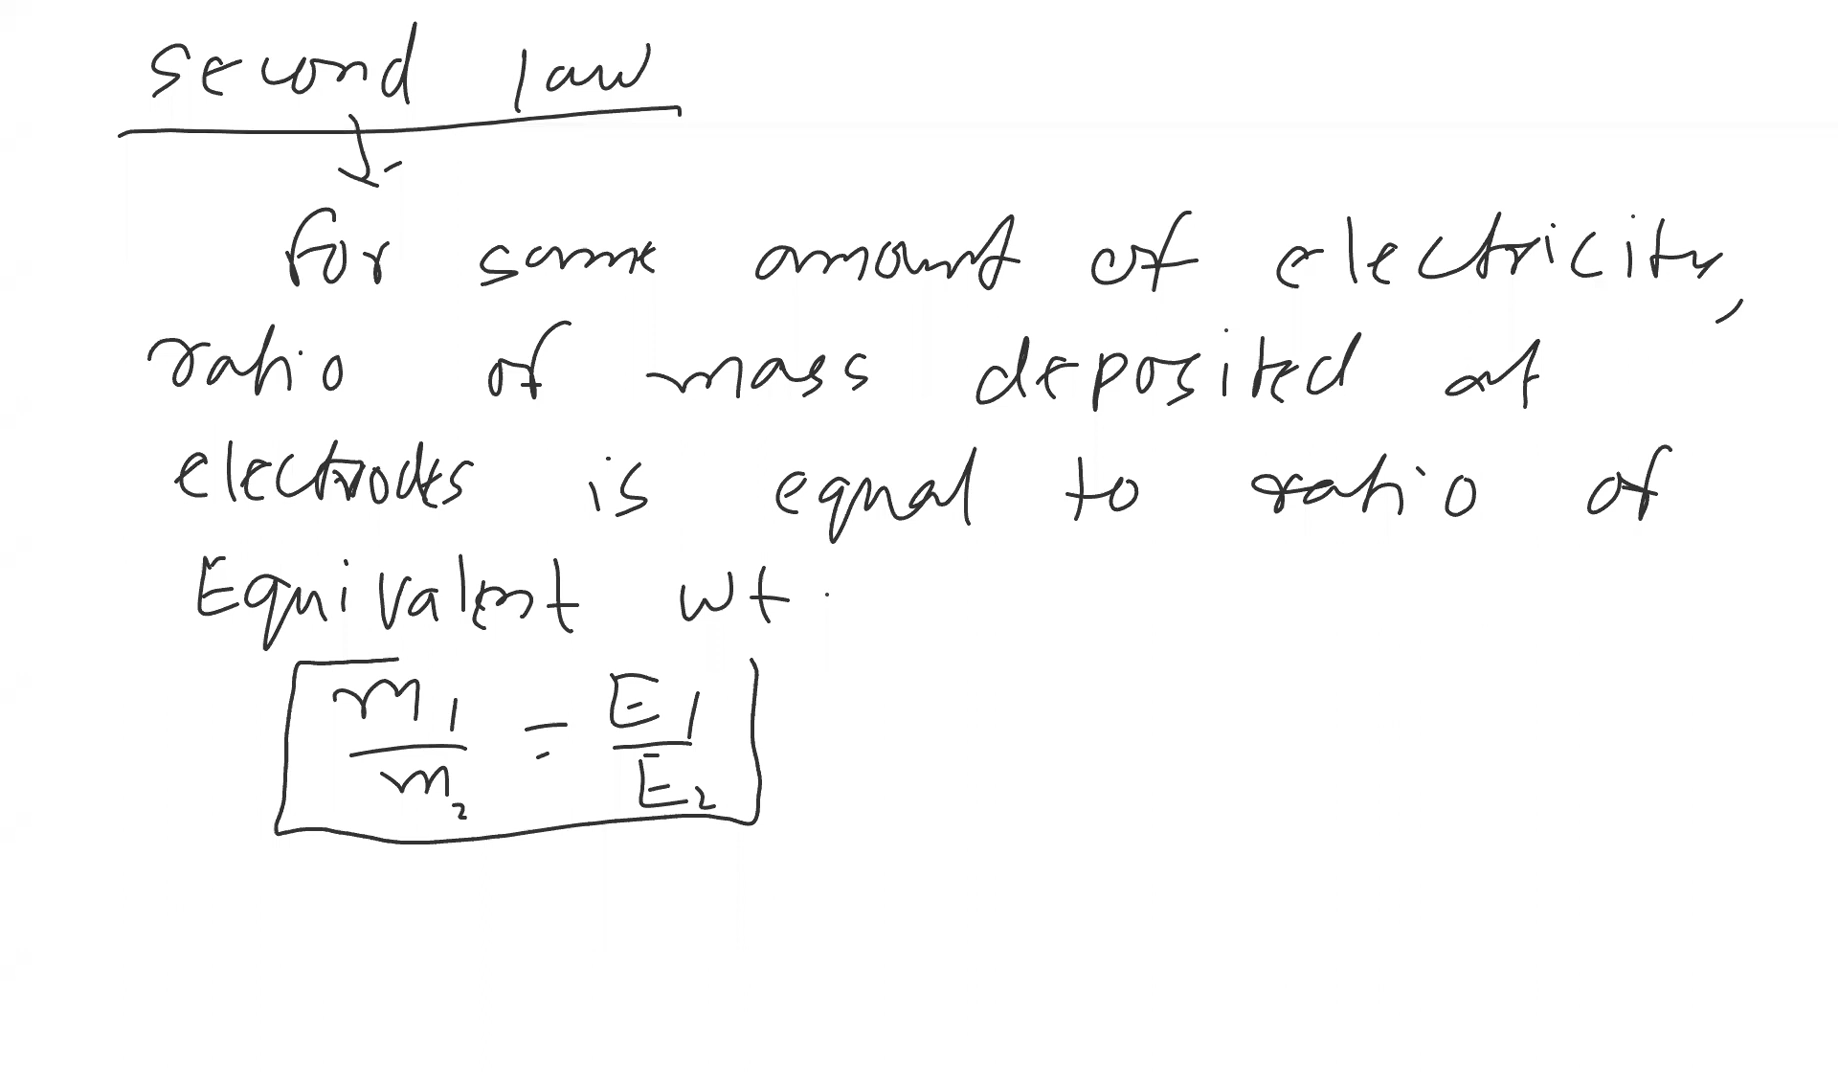 second law
for same amount of electricity,
ratio of mass deposited at
electrodes is equal to ratio of
Equivalent wt.
m₁/m₂ = E₁/E₂